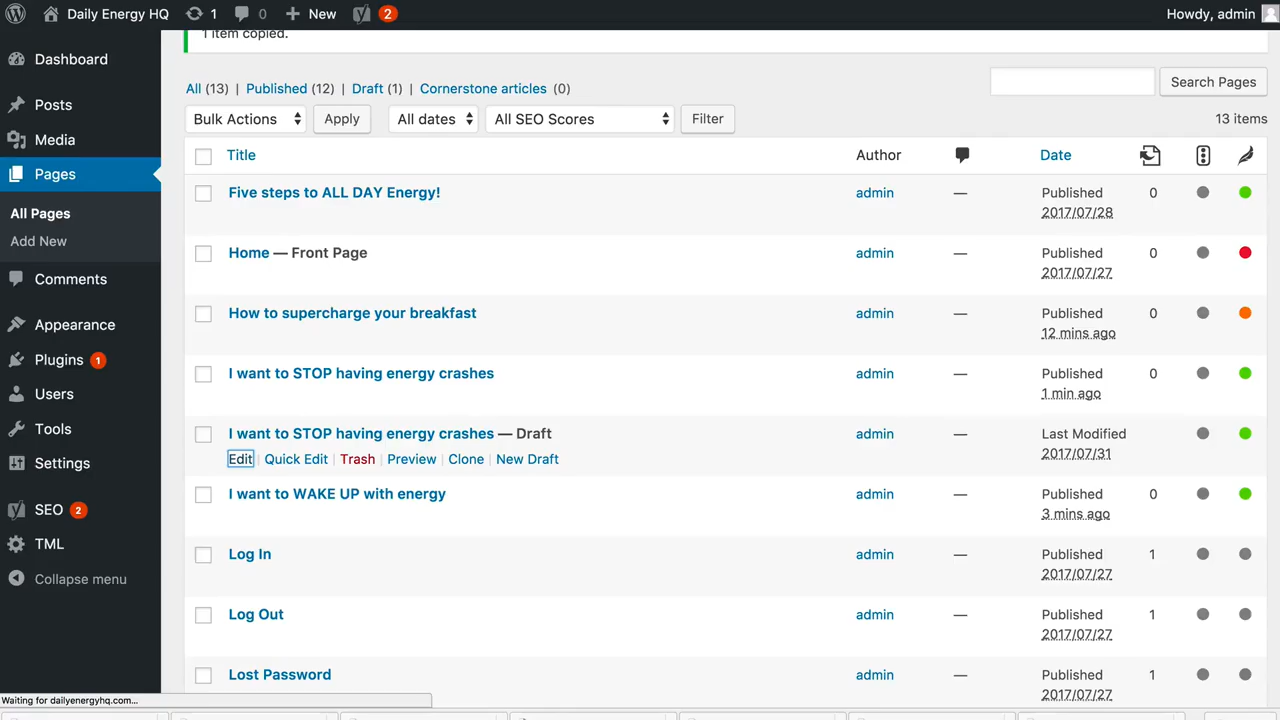 Daily Energy HQ 1 0 New 2 Howdy, admin
1 item copied.
Dashboard
Posts
Media
Pages
All Pages
Add New
Comments
Appearance
Plugins 1
Users
Tools
Settings
SEO 2
TML
Collapse menu
All (13) | Published (12) | Draft (1) | Cornerstone articles (0)
Search Pages
Bulk Actions Apply All dates All SEO Scores Filter 13 items
Title Author Date
Five steps to ALL DAY Energy! admin — Published 0
2017/07/28
Home — Front Page admin — Published 0
2017/07/27
How to supercharge your breakfast admin — Published 0
12 mins ago
I want to STOP having energy crashes admin — Published 0
1 min ago
I want to STOP having energy crashes — Draft admin — Last Modified
Edit | Quick Edit | Trash | Preview | Clone | New Draft 2017/07/31
I want to WAKE UP with energy admin — Published 0
3 mins ago
Log In admin — Published 1
2017/07/27
Log Out admin — Published 1
2017/07/27
Lost Password admin — Published 1
2017/07/27
Waiting for dailyenergyhq.com...